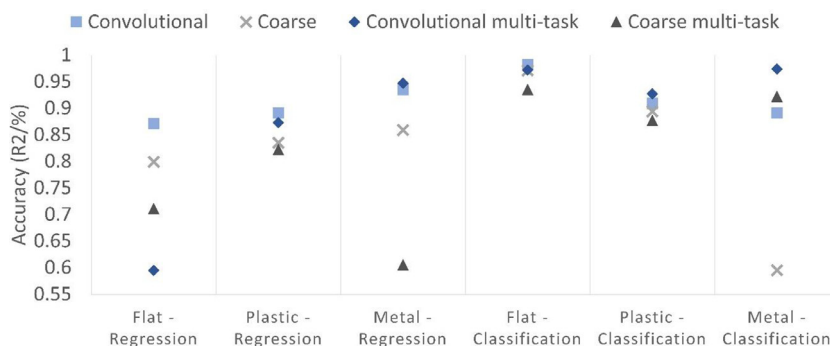 Convolutional Coarse Convolutional multi-task Coarse multi-task
Accuracy (R2/%)
1
0.95
0.9
0.85
0.8
0.75
0.7
0.65
0.6
0.55
Flat - Regression
Plastic - Regression
Metal - Regression
Flat - Classification
Plastic - Classification
Metal - Classification